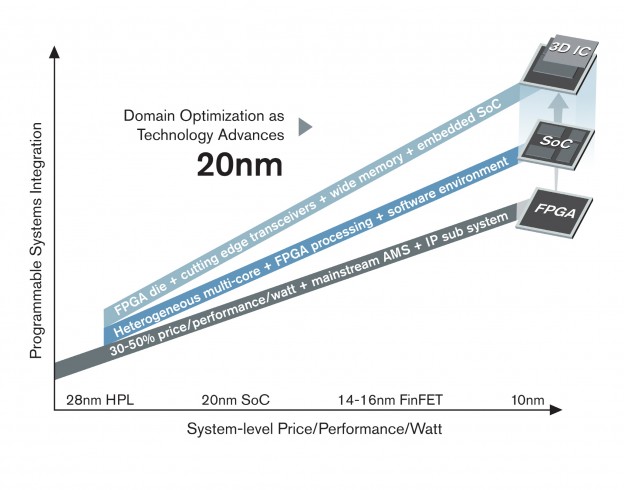 3D IC
Domain Optimization as
Technology Advances
20nm
SoC
FPGA
FPGA die + cutting edge transceivers + wide memory + embedded SoC
Heterogeneous multi-core + FPGA processing + software environment
30-50% price/performance/watt + mainstream AMS + IP sub system
Programmable Systems Integration
28nm HPL
20nm SoC
14-16nm FinFET
10nm
System-level Price/Performance/Watt